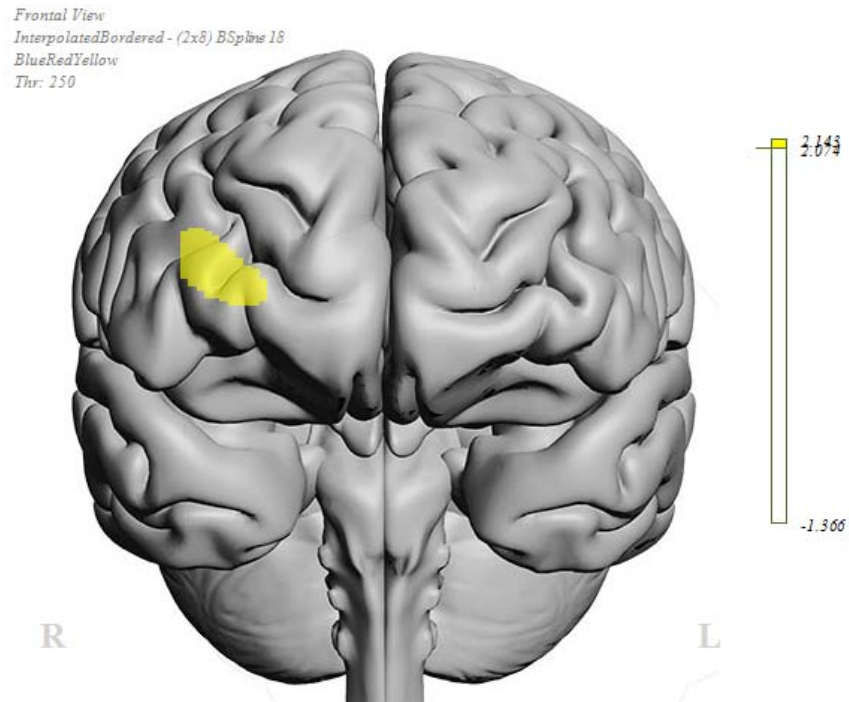 Frontal View
InterpolatedBordered - (2x8) BSpline 18
BlueRedYellow
Thr: 250
2.143
2.074
-1.366
R
L